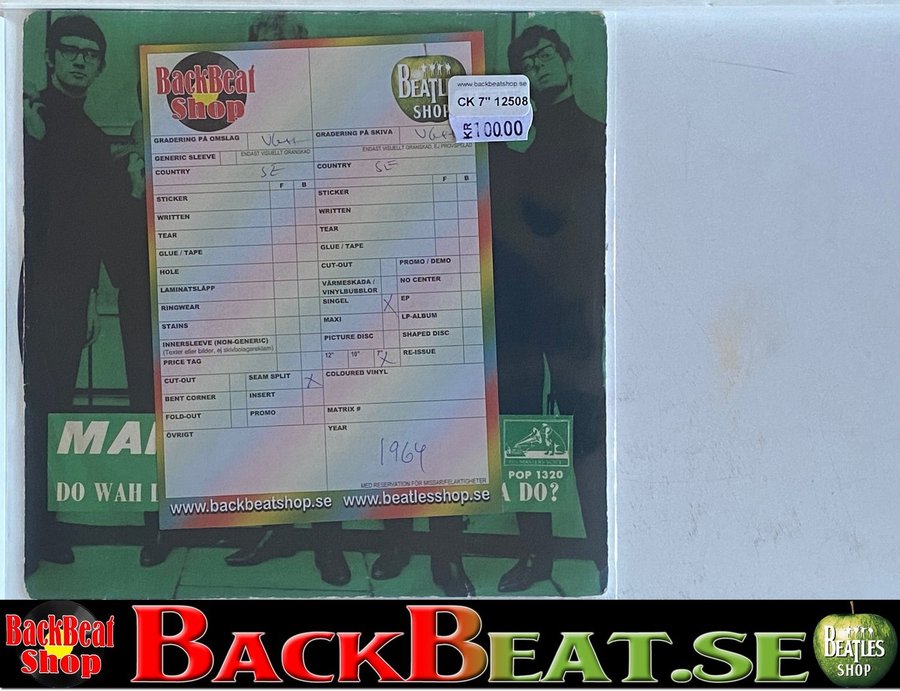 BackBeat
Shop
BEATLES
SHOP
www.backbeatshop.se
CK 7" 12508
KR 100.00
GRADERING PÅ OMSLAG
GRADERING PÅ SKIVA
ENDAST VISUELLT GRANSKAD
ENDAST VISUELLT GRANSKAD, EJ PROVSPELAD
GENERIC SLEEVE
COUNTRY SE
COUNTRY SE
F B
F B
STICKER
STICKER
WRITTEN
WRITTEN
TEAR
TEAR
GLUE / TAPE
GLUE / TAPE
HOLE
CUT-OUT
PROMO / DEMO
LAMINATSLÄPP
VÄRMESKADA /
VINYLBUBBLOR
NO CENTER
RINGWEAR
SINGEL X
EP
STAINS
MAXI
LP-ALBUM
INNERSLEEVE (NON-GENERIC)
(Texter eller bilder, ej skivbolagsreklam)
PICTURE DISC
SHAPED DISC
PRICE TAG
12" 10" 7" X
RE-ISSUE
CUT-OUT
SEAM SPLIT X
COLOURED VINYL
BENT CORNER
INSERT
FOLD-OUT
PROMO
MATRIX #
ÖVRIGT
YEAR
1964
MED RESERVATION FÖR MISSAR/FELAKTIGHETER
www.backbeatshop.se www.beatlesshop.se
MA
DO WAH
A DO?
POP 1320
BackBeat
Shop
BACKBEAT.SE
BEATLES
SHOP